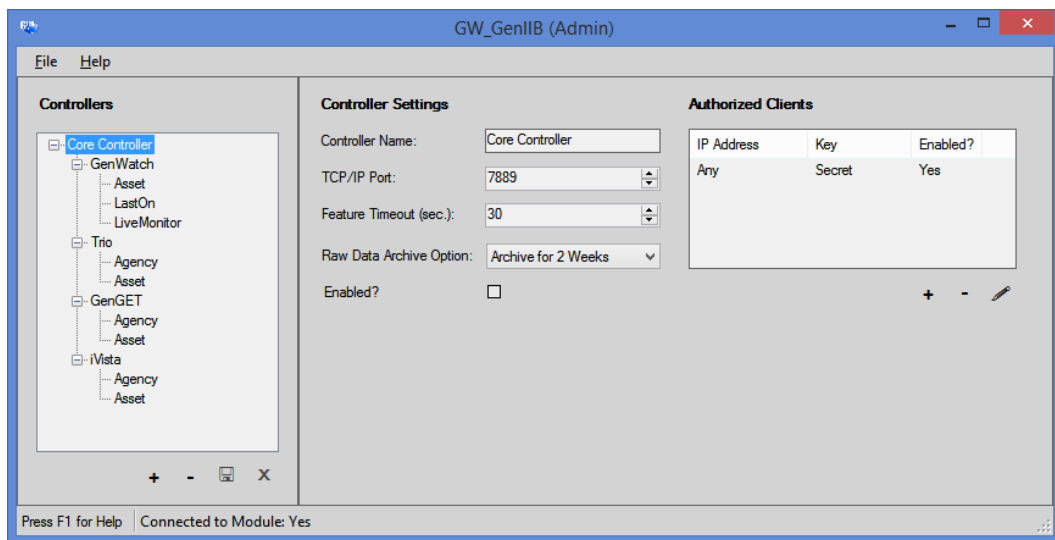 GW_GenIIB (Admin)
File Help
Controllers
Core Controller
GenWatch
Asset
LastOn
LiveMonitor
Trio
Agency
Asset
GenGET
Agency
Asset
iVista
Agency
Asset
+ - X
Controller Settings
Controller Name: Core Controller
TCP/IP Port: 7889
Feature Timeout (sec.): 30
Raw Data Archive Option: Archive for 2 Weeks
Enabled?
Authorized Clients
IP Address Key Enabled?
Any Secret Yes
+ -
Press F1 for Help Connected to Module: Yes